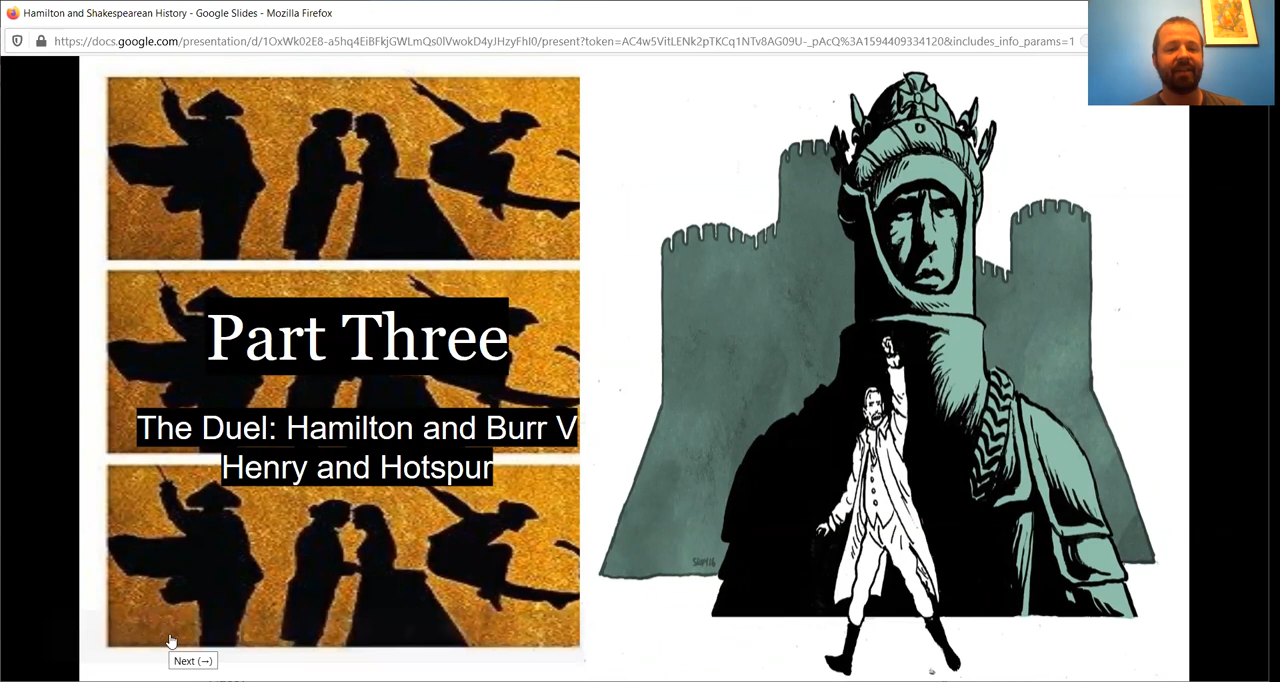 Hamilton and Shakespearean History - Google Slides - Mozilla Firefox
https://docs.google.com/presentation/d/1OxWk02E8-a5hq4EiBFkjGWLmQs0lVwokD4yJHzyFhI0/present?token=AC4w5VitLENk2pTKCq1NTv8AG09U-_pAcQ%3A1594409334120&includes_info_params=1
Part Three
The Duel: Hamilton and Burr V
Henry and Hotspur
Next (→)